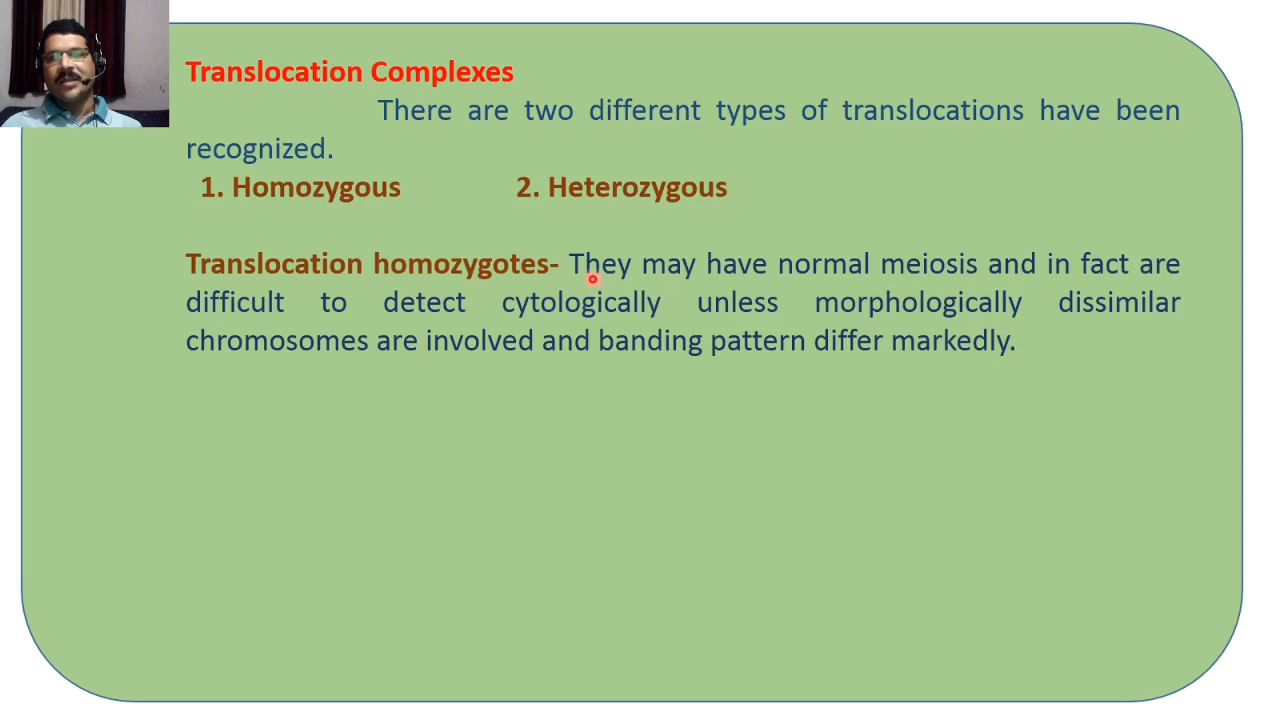 Translocation Complexes
There are two different types of translocations have been
recognized.
1. Homozygous 2. Heterozygous
Translocation homozygotes- They may have normal meiosis and in fact are
difficult to detect cytologically unless morphologically dissimilar
chromosomes are involved and banding pattern differ markedly.